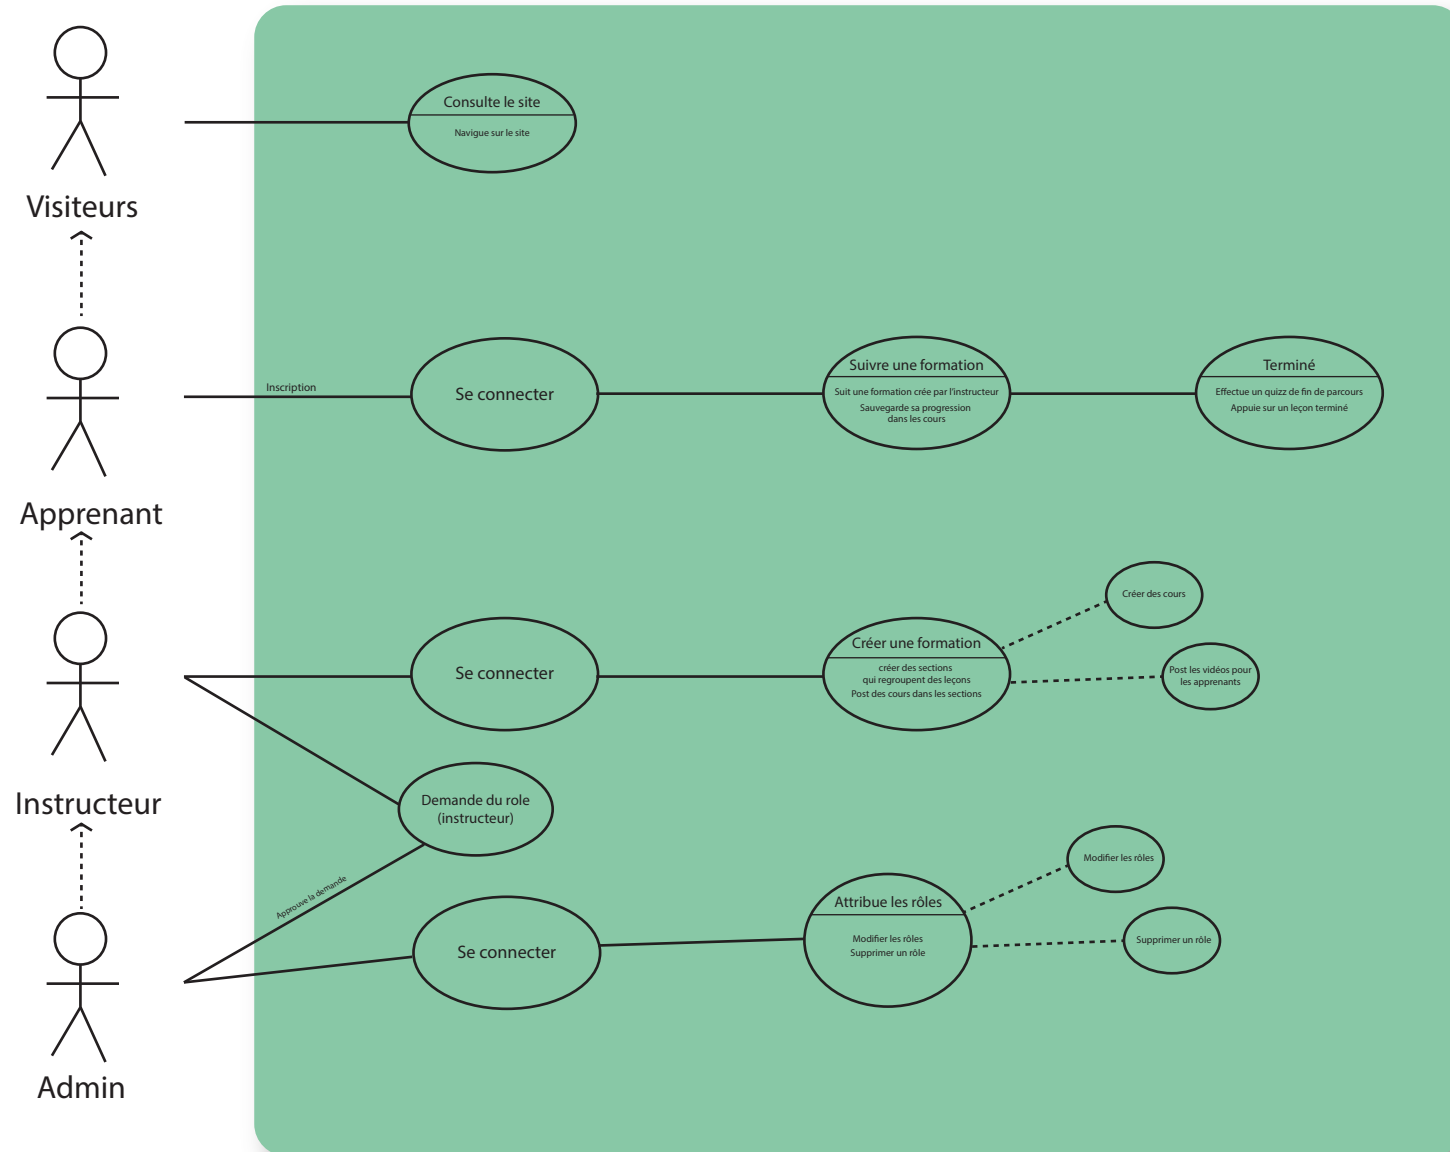 Consulte le site
Navigue sur le site
Visiteurs
Inscription
Se connecter
Suivre une formation
Suit une formation crée par l'instructeur
Sauvegarde sa progression
dans les cours
Terminé
Effectue un quizz de fin de parcours
Appuie sur un leçon terminé
Apprenant
Se connecter
Créer une formation
créer des sections
qui regroupent des leçons
Post des cours dans les sections
Créer des cours
Post les vidéos pour
les apprenants
Instructeur
Demande du role
(instructeur)
Approuve la demande
Se connecter
Attribue les rôles
Modifier les rôles
Supprimer un rôle
Modifier les rôles
Supprimer un rôle
Admin